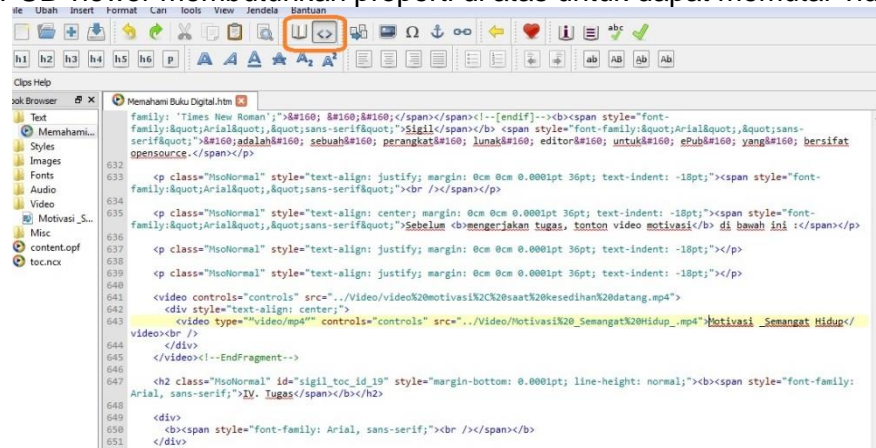 File Ubah Insert Format Cari Tools View Jendela Bantuan
abc
h1 h2 h3 h4 h5 h6 P A A A A A₂ A² ab AB Ab Ab
Clips Help
ook Browser
Memahami Buku Digital.htm
Text
Memahami...
Styles
Images
Fonts
Audio
Video
Motivasi _S...
Misc
content.opf
toc.ncx
family: 'Times New Roman';">&#160; &#160;</span></span><!--[endif]--><b><span style="font-
family:&quot;Arial&quot;,&quot;sans-serif&quot;">Sigil</span></b> <span style="font-family:&quot;Arial&quot;,&quot;sans-
serif&quot;">&#160;adalah&#160; sebuah&#160; perangkat&#160; lunak&#160; editor&#160; untuk&#160; ePub&#160; yang&#160; bersifat
opensource.</span></p>
632
633 <p class="MsoNormal" style="text-align: justify; margin: 0cm 0cm 0.0001pt 36pt; text-indent: -18pt;"><span style="font-
family:&quot;Arial&quot;,&quot;sans-serif&quot;"><br /></span></p>
634
635 <p class="MsoNormal" style="text-align: center; margin: 0cm 0cm 0.0001pt 36pt; text-indent: -18pt;"><span style="font-
family:&quot;Arial&quot;,&quot;sans-serif&quot;">Sebelum <b>mengerjakan tugas, tonton video motivasi</b> di bawah ini :</span></p>
636
637 <p class="MsoNormal" style="text-align: justify; margin: 0cm 0cm 0.0001pt 36pt; text-indent: -18pt;"></p>
638
639 <p class="MsoNormal" style="text-align: justify; margin: 0cm 0cm 0.0001pt 36pt; text-indent: -18pt;"></p>
640
641 <video controls="controls" src="../Video/video%20motivasi%2C%20saat%20kesedihan%20datang.mp4">
642 <div style="text-align: center;">
643 <video type="“video/mp4”" controls="controls" src="../Video/Motivasi%20_Semangat%20Hidup_.mp4">Motivasi _Semangat Hidup</
video><br />
644 </div>
645 </video><!--EndFragment-->
646
647 <h2 class="MsoNormal" id="sigil_toc_id_19" style="margin-bottom: 0.0001pt; line-height: normal;"><b><span style="font-family:
Arial, sans-serif;">IV. Tugas</span></b></h2>
648
649 <div>
650 <b><span style="font-family: Arial, sans-serif;"><br /></span></b>
651 </div>